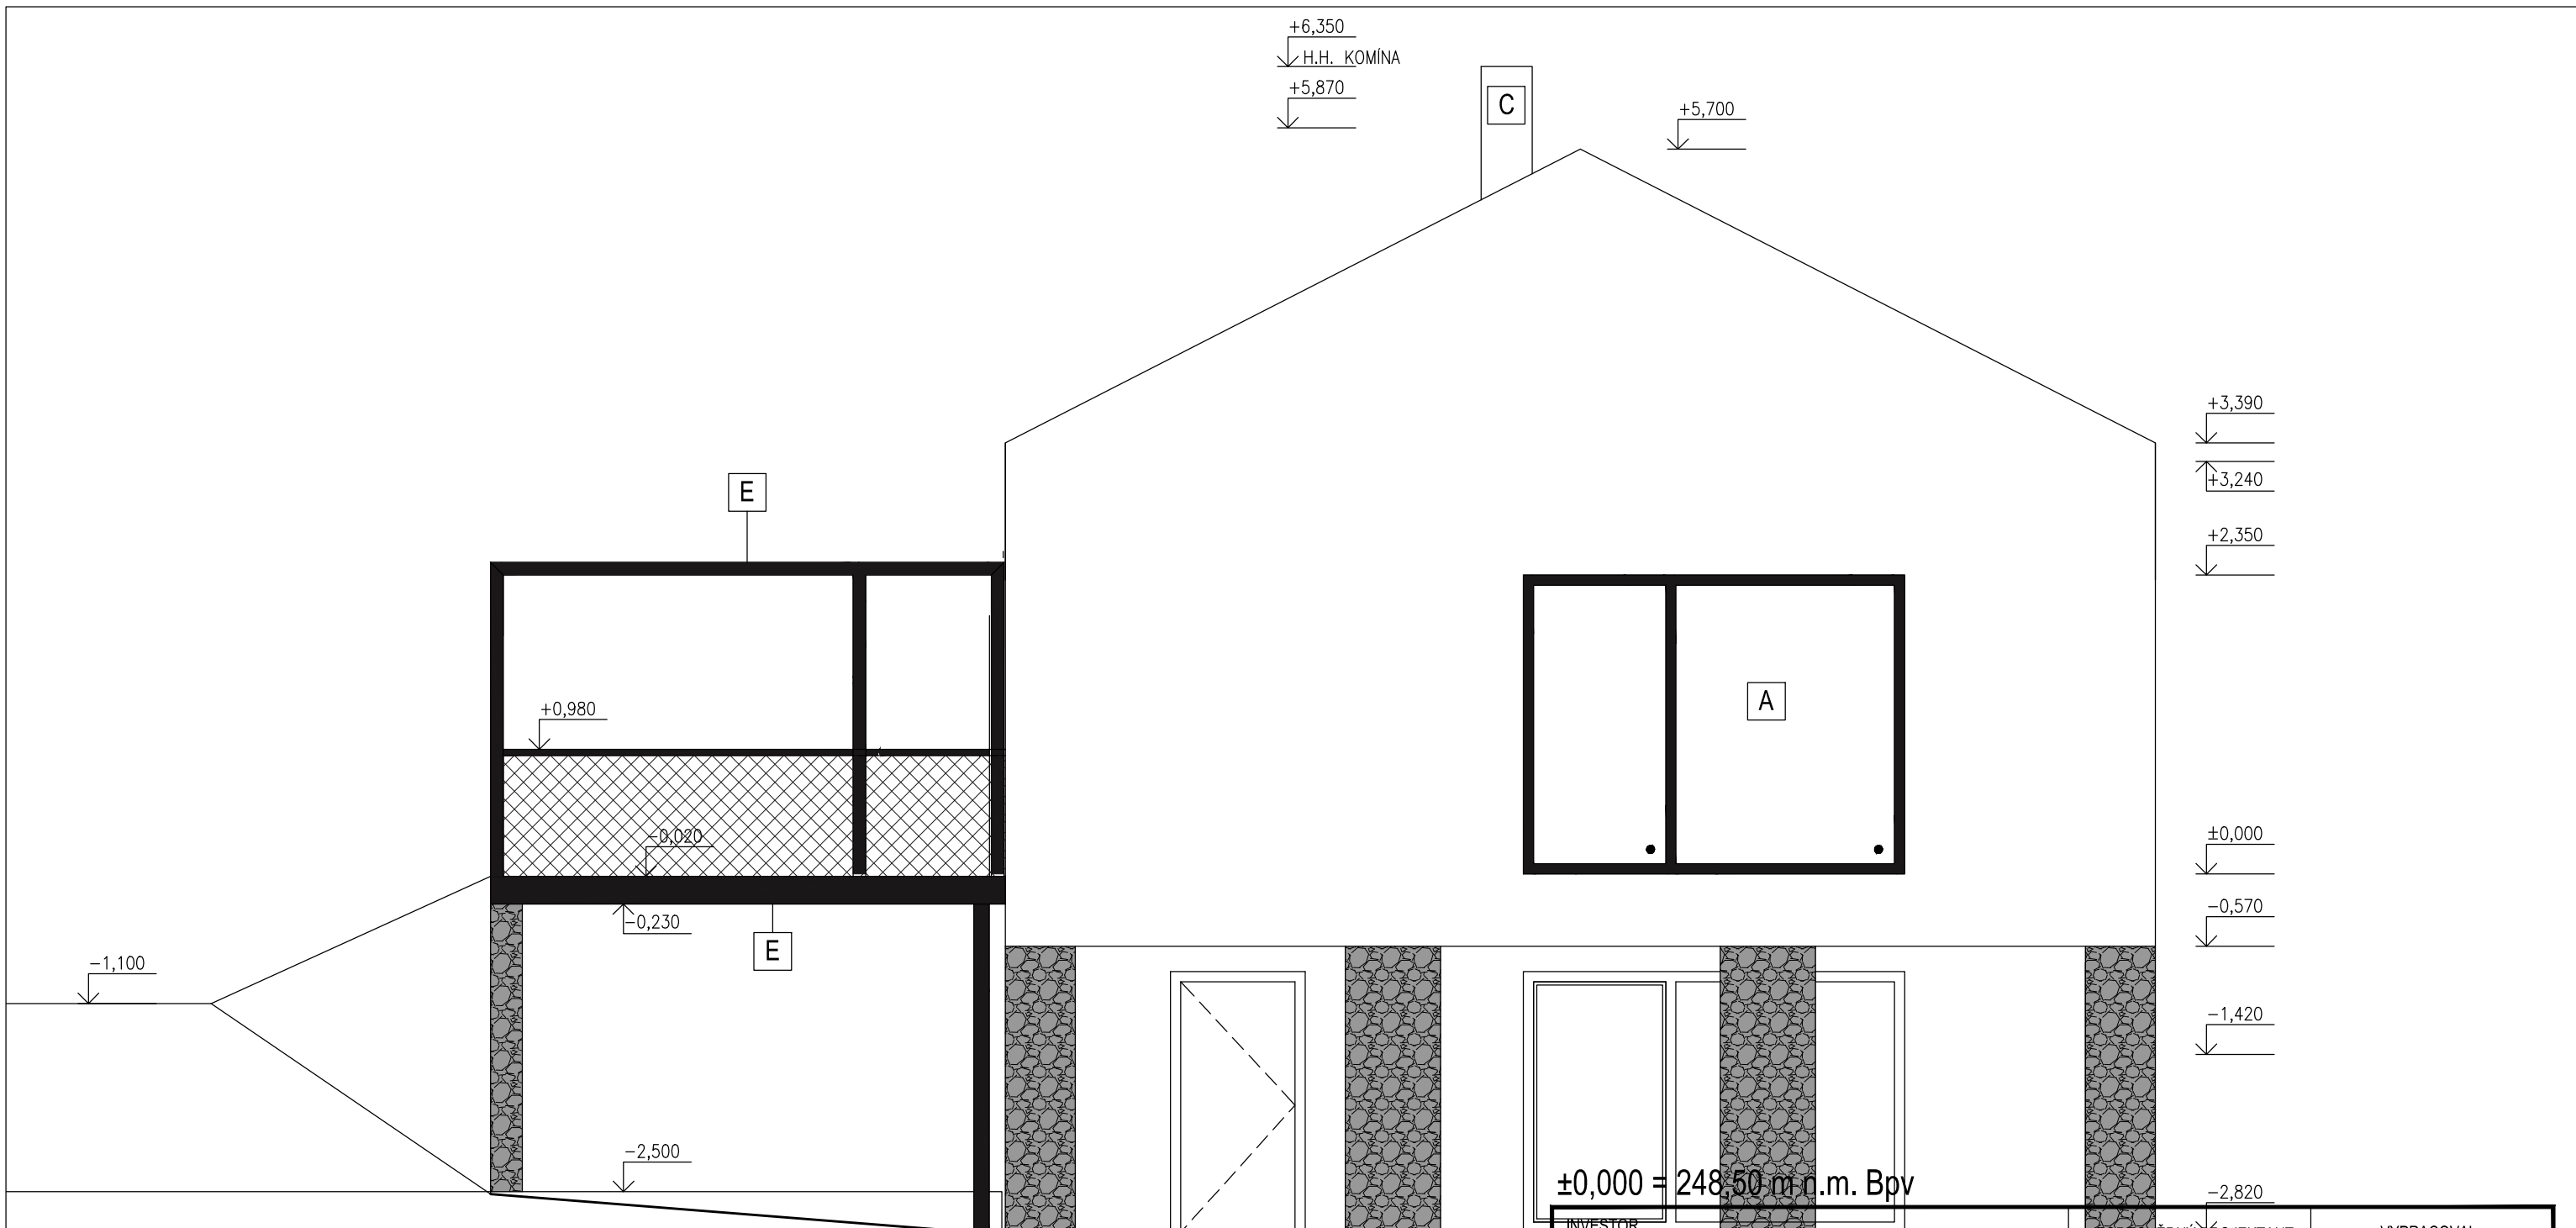 +6,350
H.H. KOMÍNA
+5,870
C
+5,700
+3,390
+3,240
E
+2,350
A
+0,980
-0,020
±0,000
-0,230
-0,570
E
-1,100
-1,420
-2,500
±0,000 = 248,50 m n.m. Bpv
-2,820
INVESTOR
VYPRACOVAL